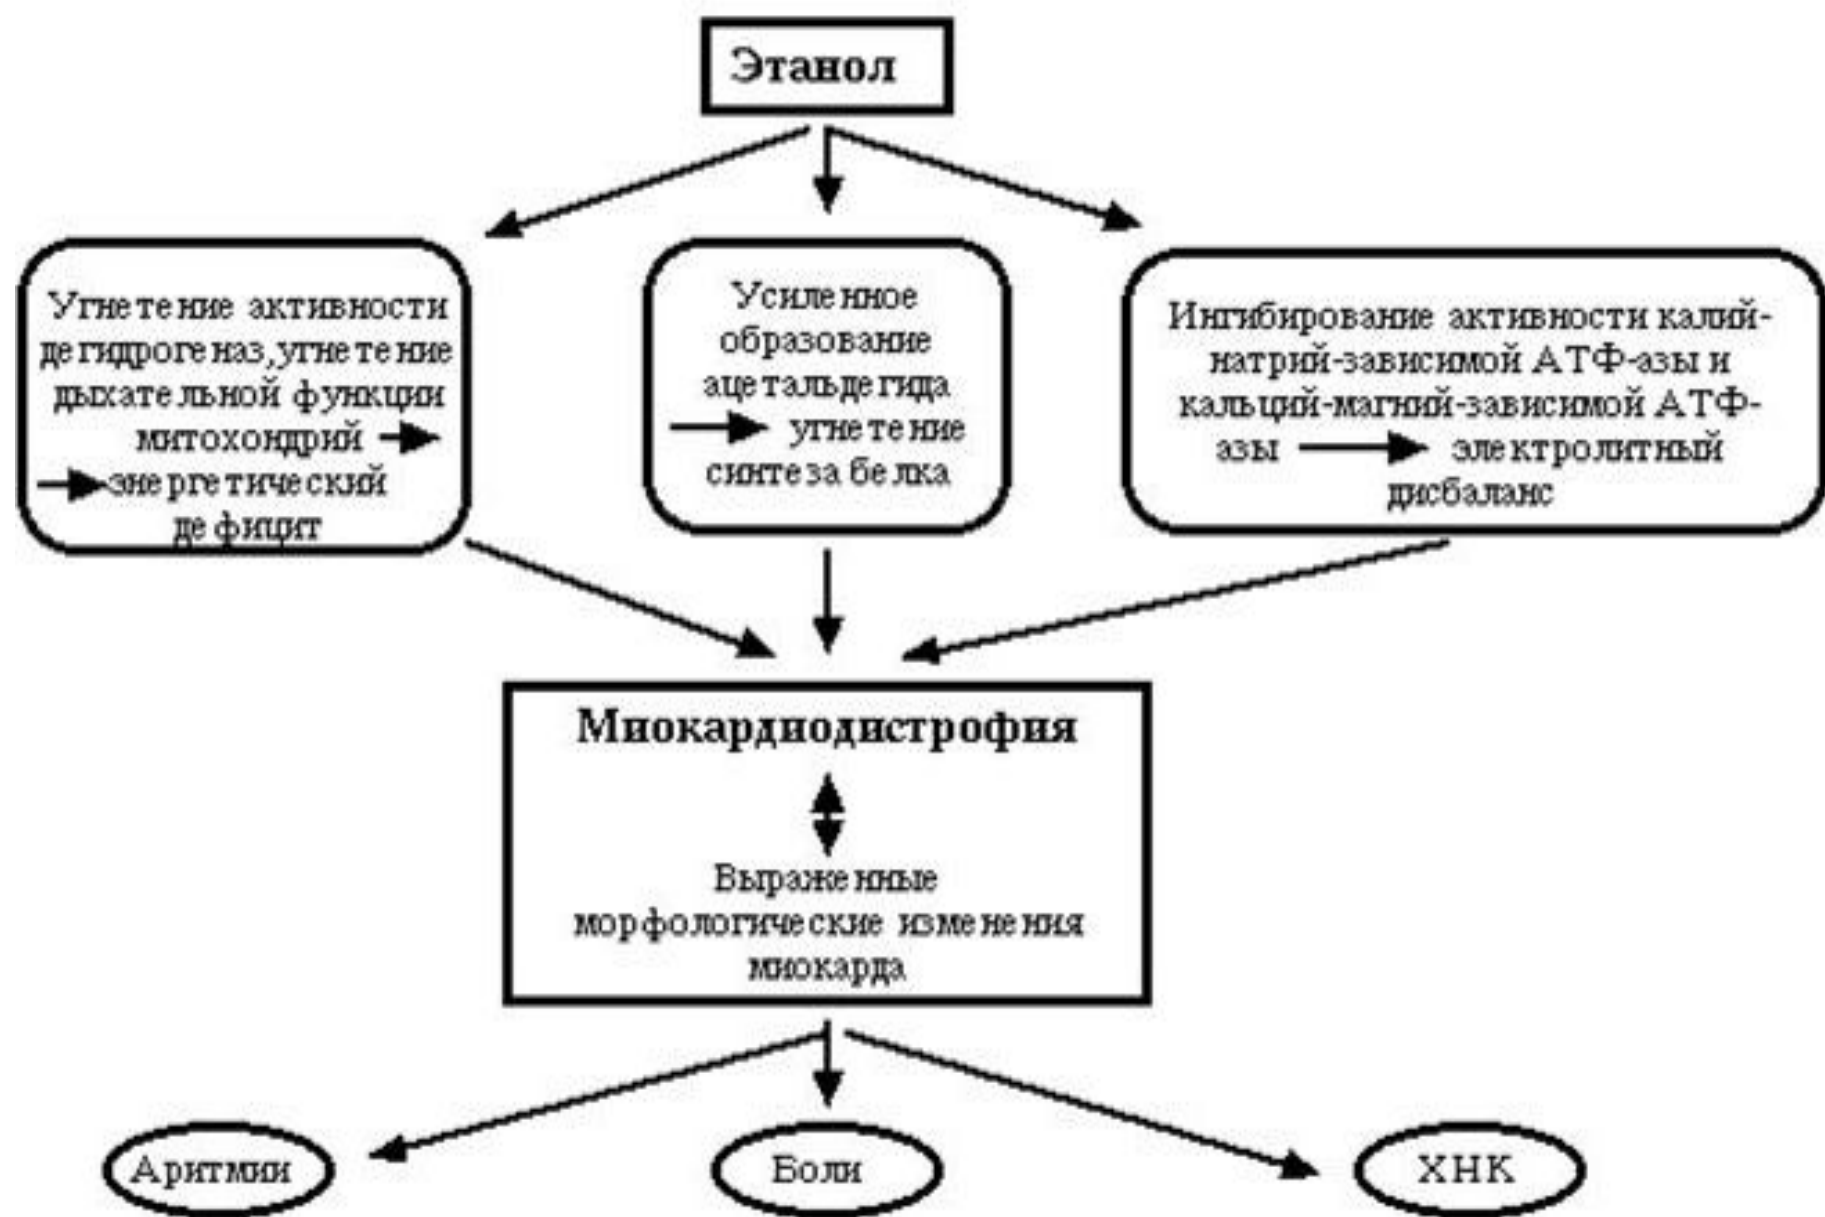 Этанол
Угнетение активности
дегидрогеназ,угнетение
дыхательной функции
митохондрий
энергетический
дефицит
Усиленное
образование
ацетальдегида
угнетение
синтеза белка
Ингибирование активности калий-
натрий-зависимой АТФ-азы и
кальций-магний-зависимой АТФ-
азы → электролитный
дисбаланс
Миокардиодистрофия
Выраженные
морфологические изменения
миокарда
Аритмии
Боли
ХНК